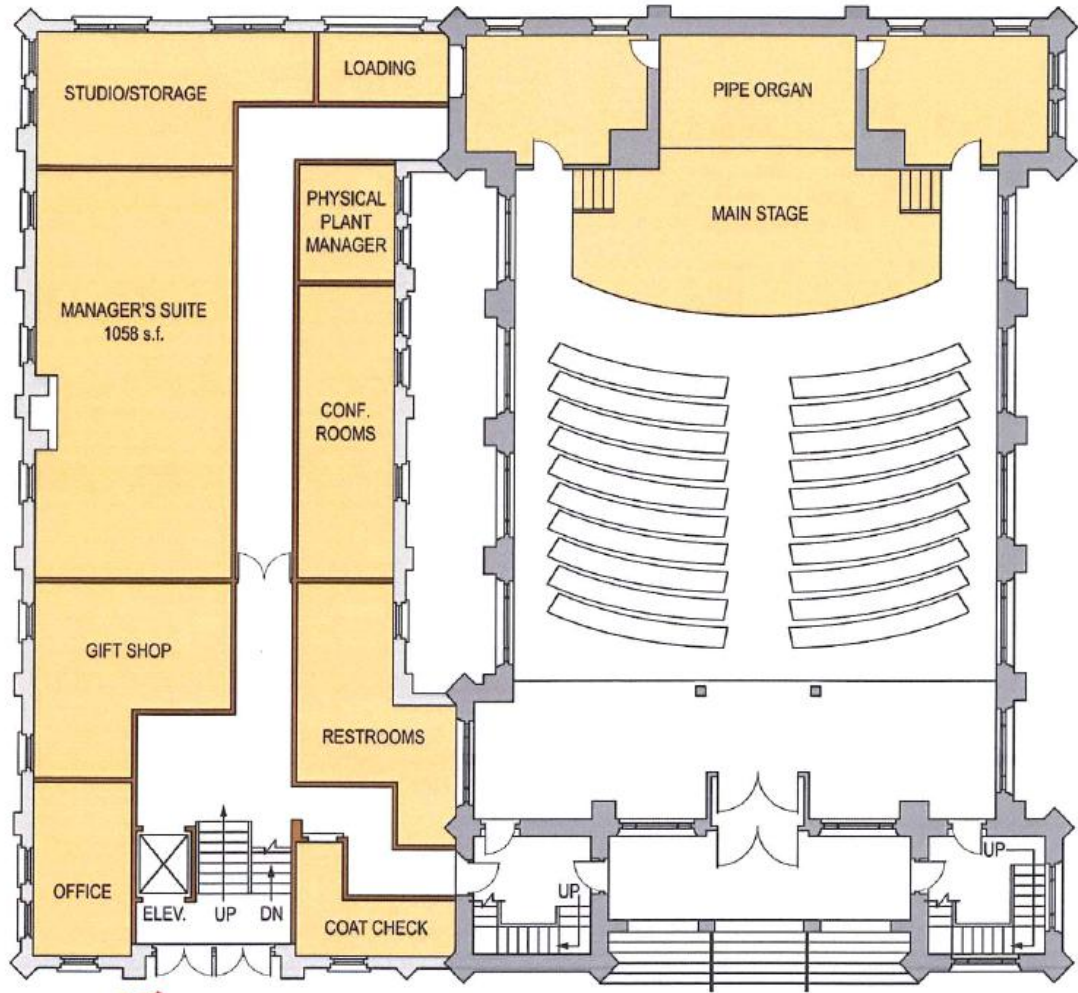 LOADING
STUDIO/STORAGE
PIPE ORGAN
PHYSICAL
PLANT
MANAGER
MAIN STAGE
MANAGER'S SUITE
1058 s.f.
CONF.
ROOMS
GIFT SHOP
RESTROOMS
OFFICE
ELEV.
UP
DN
COAT CHECK
UP
UP